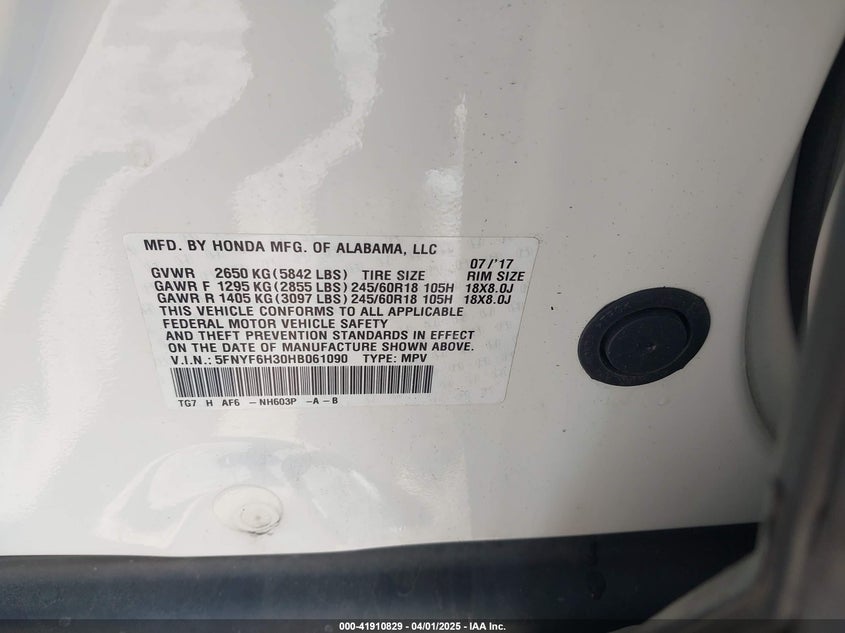 MFD. BY HONDA MFG. OF ALABAMA, LLC
07/'17
GVWR 2650 KG (5842 LBS) TIRE SIZE RIM SIZE
GAWR F 1295 KG (2855 LBS) 245/60R18 105H 18X8.0J
GAWR R 1405 KG (3097 LBS) 245/60R18 105H 18X8.0J
THIS VEHICLE CONFORMS TO ALL APPLICABLE
FEDERAL MOTOR VEHICLE SAFETY
AND THEFT PREVENTION STANDARDS IN EFFECT
ON THE DATE OF MANUFACTURE SHOWN ABOVE.
V.I.N.: 5FNYF6H30HB061090 TYPE: MPV
TG7 H AF6 - NH603P -A-B
000-41910829 - 04/01/2025 - IAA Inc.